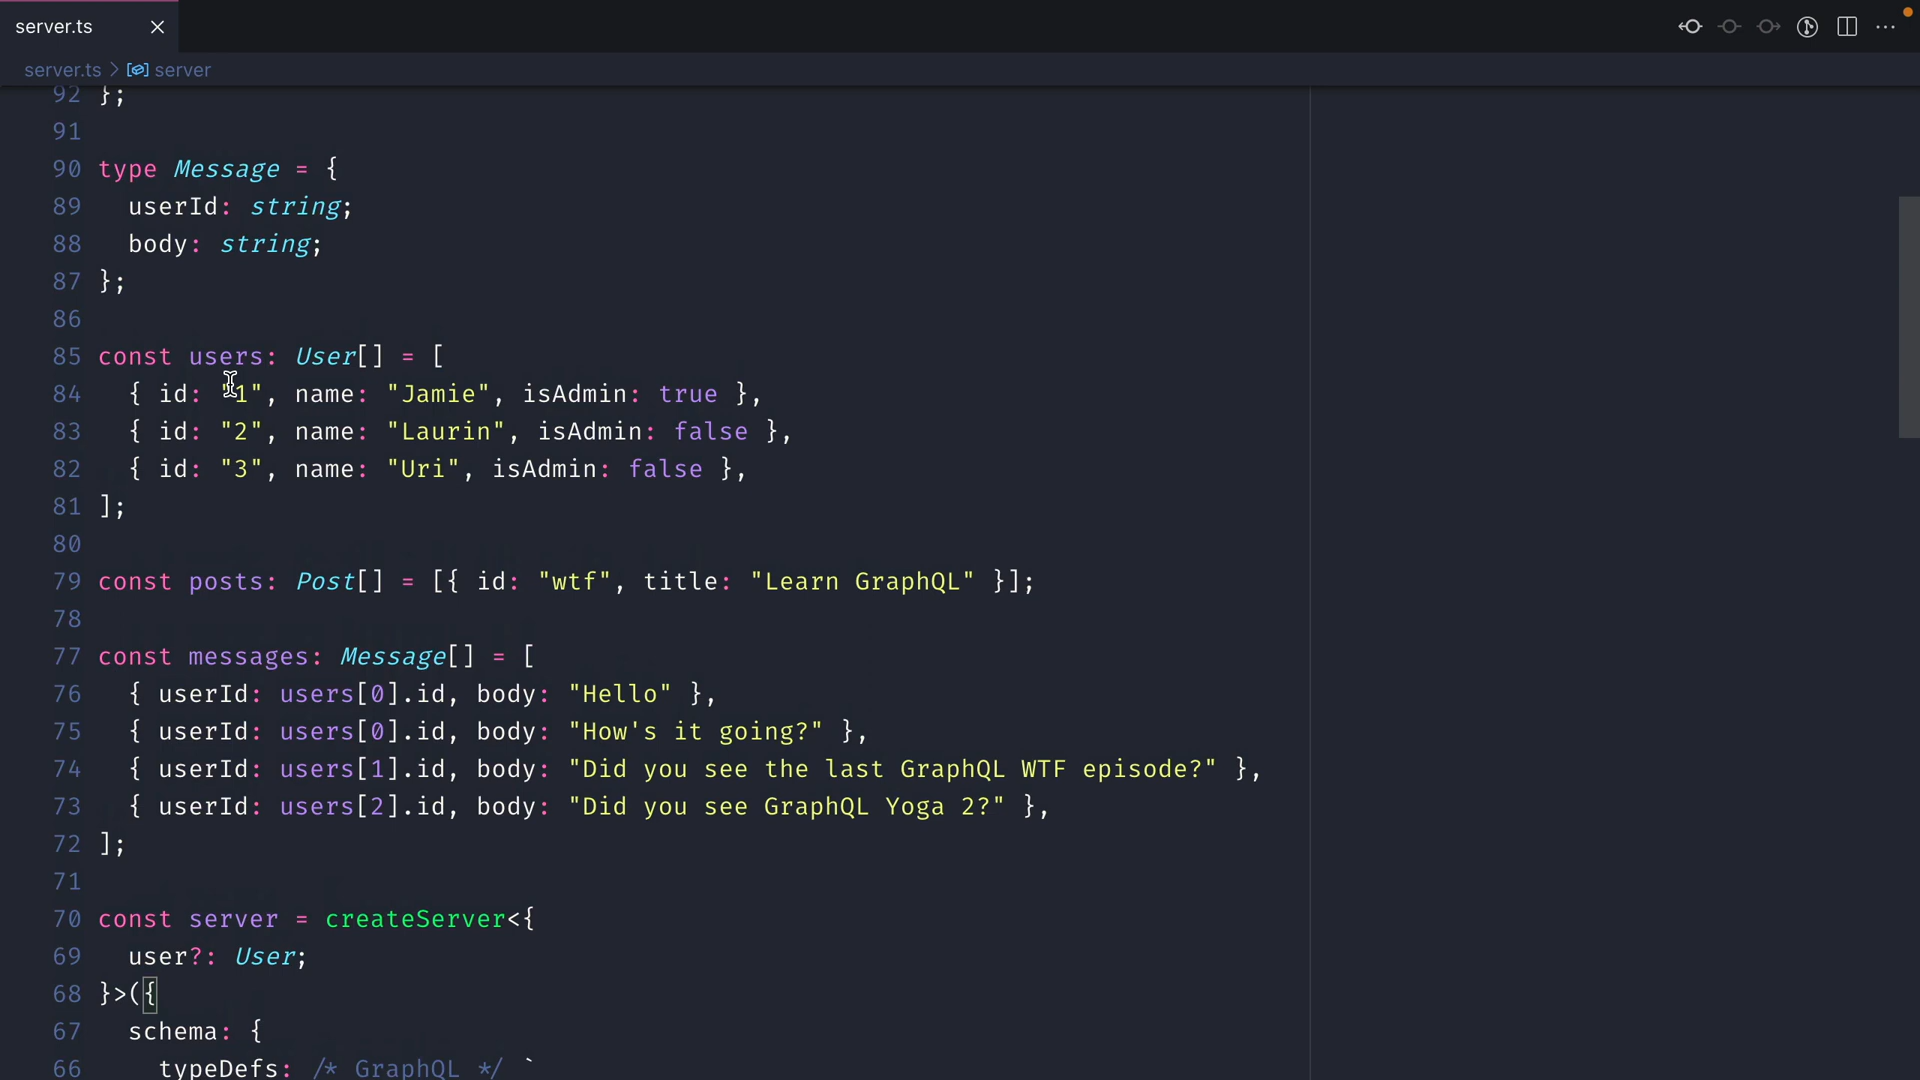 server.ts
server.ts > server
92 };
91
90 type Message = {
89   userId: string;
88   body: string;
87 };
86
85 const users: User[] = [
84   { id: "1", name: "Jamie", isAdmin: true },
83   { id: "2", name: "Laurin", isAdmin: false },
82   { id: "3", name: "Uri", isAdmin: false },
81 ];
80
79 const posts: Post[] = [{ id: "wtf", title: "Learn GraphQL" }];
78
77 const messages: Message[] = [
76   { userId: users[0].id, body: "Hello" },
75   { userId: users[0].id, body: "How's it going?" },
74   { userId: users[1].id, body: "Did you see the last GraphQL WTF episode?" },
73   { userId: users[2].id, body: "Did you see GraphQL Yoga 2?" },
72 ];
71
70 const server = createServer<{
69   user?: User;
68 }>({
67   schema: {
66     typeDefs: /* GraphQL */ `